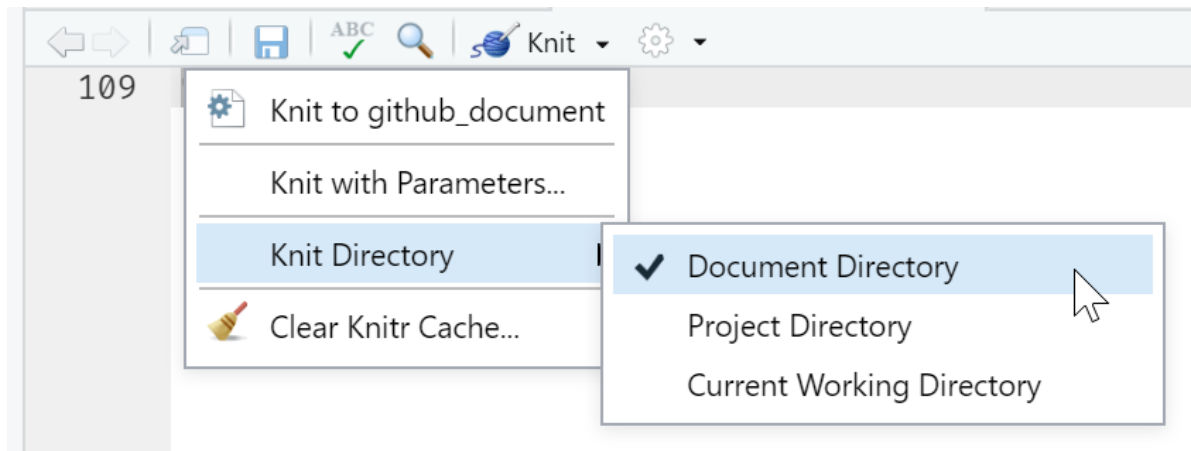 ABC
Knit
109
Knit to github_document
Knit with Parameters...
Knit Directory
Document Directory
Project Directory
Clear Knitr Cache...
Current Working Directory